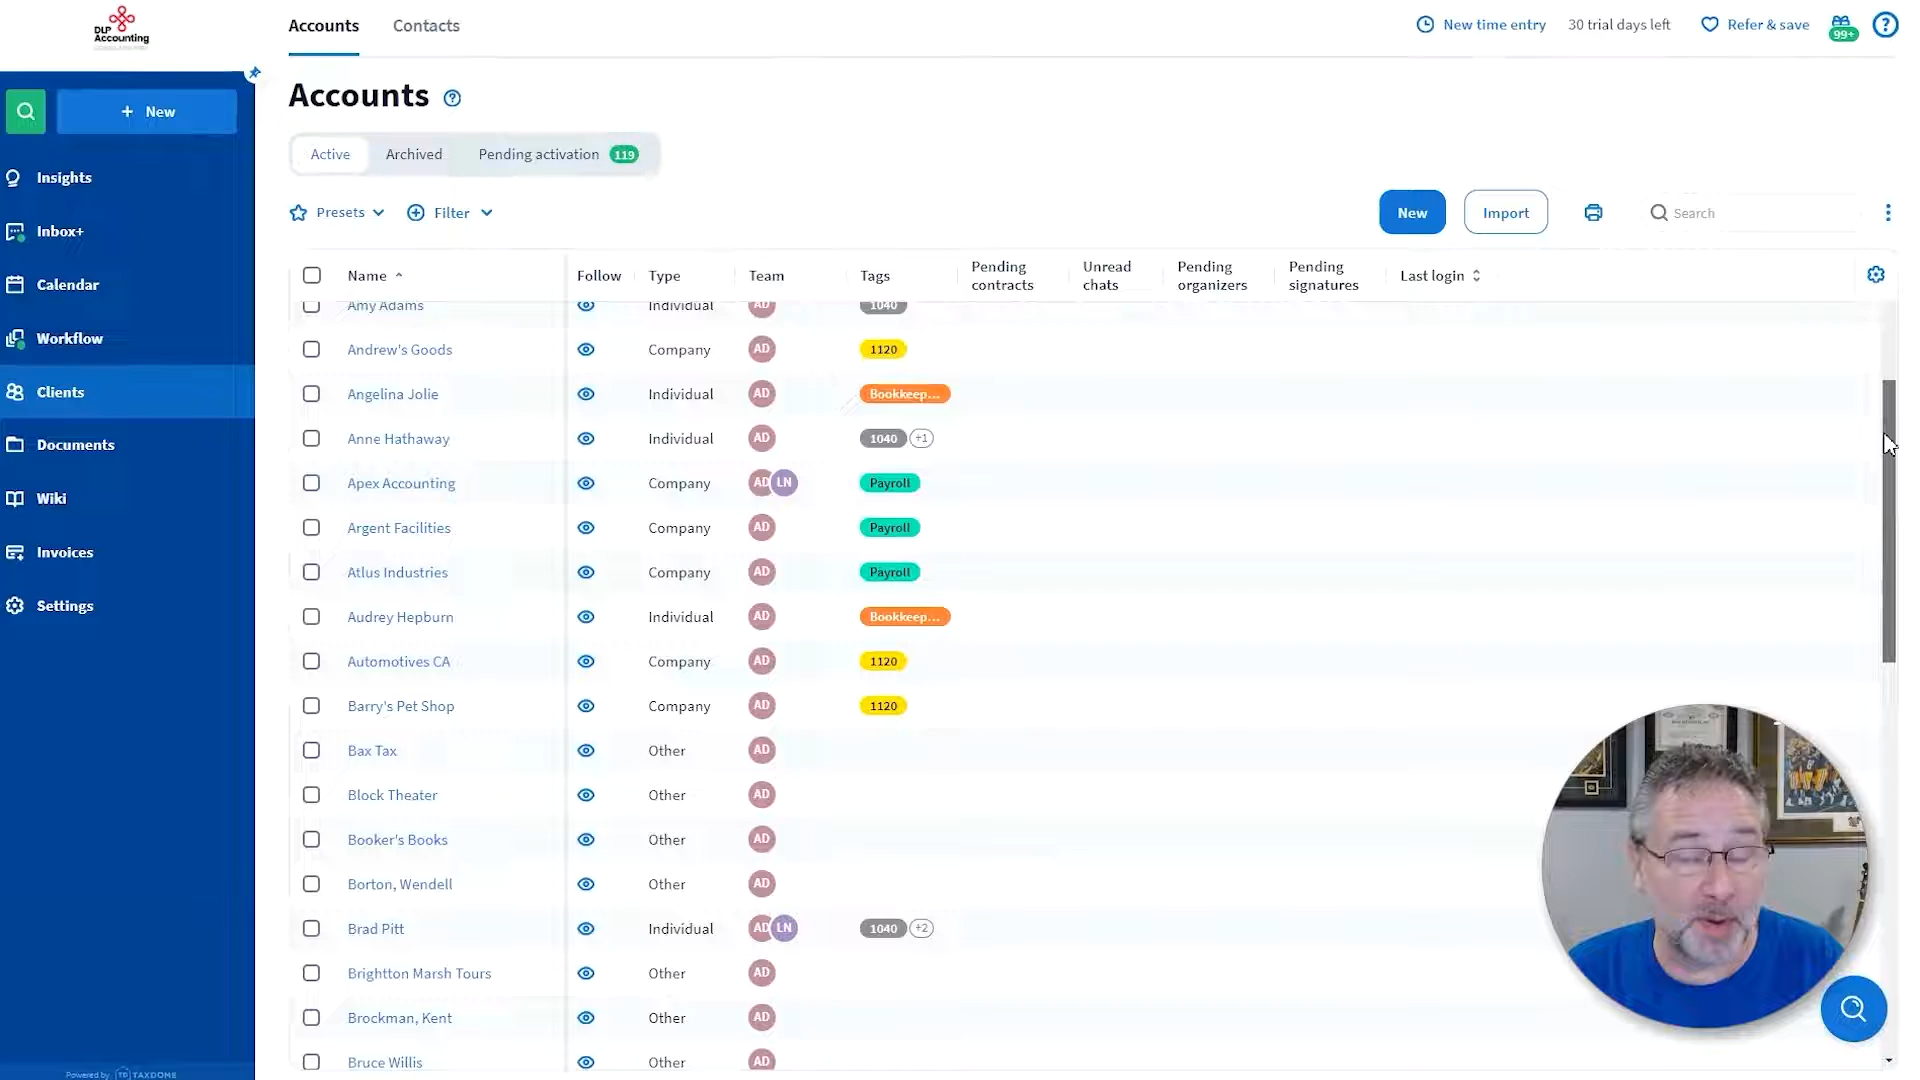 DLP
Accounting
Accounts
Contacts
New time entry
30 trial days left
Refer & save
99+
+ New
Insights
Inbox+
Calendar
Workflow
Clients
Documents
Wiki
Invoices
Settings
Powered by TD TAXDOME
Accounts
Active
Archived
Pending activation 119
Presets
Filter
New
Import
Search
Name Follow Type Team Tags Pending contracts Unread chats Pending organizers Pending signatures Last login
Amy Adams Individual AD 1040
Andrew's Goods Company AD 1120
Angelina Jolie Individual AD Bookkeep...
Anne Hathaway Individual AD 1040 +1
Apex Accounting Company AD LN Payroll
Argent Facilities Company AD Payroll
Atlus Industries Company AD Payroll
Audrey Hepburn Individual AD Bookkeep...
Automotives CA Company AD 1120
Barry's Pet Shop Company AD 1120
Bax Tax Other AD
Block Theater Other AD
Booker's Books Other AD
Borton, Wendell Other AD
Brad Pitt Individual AD LN 1040 +2
Brightton Marsh Tours Other AD
Brockman, Kent Other AD
Bruce Willis Other AD